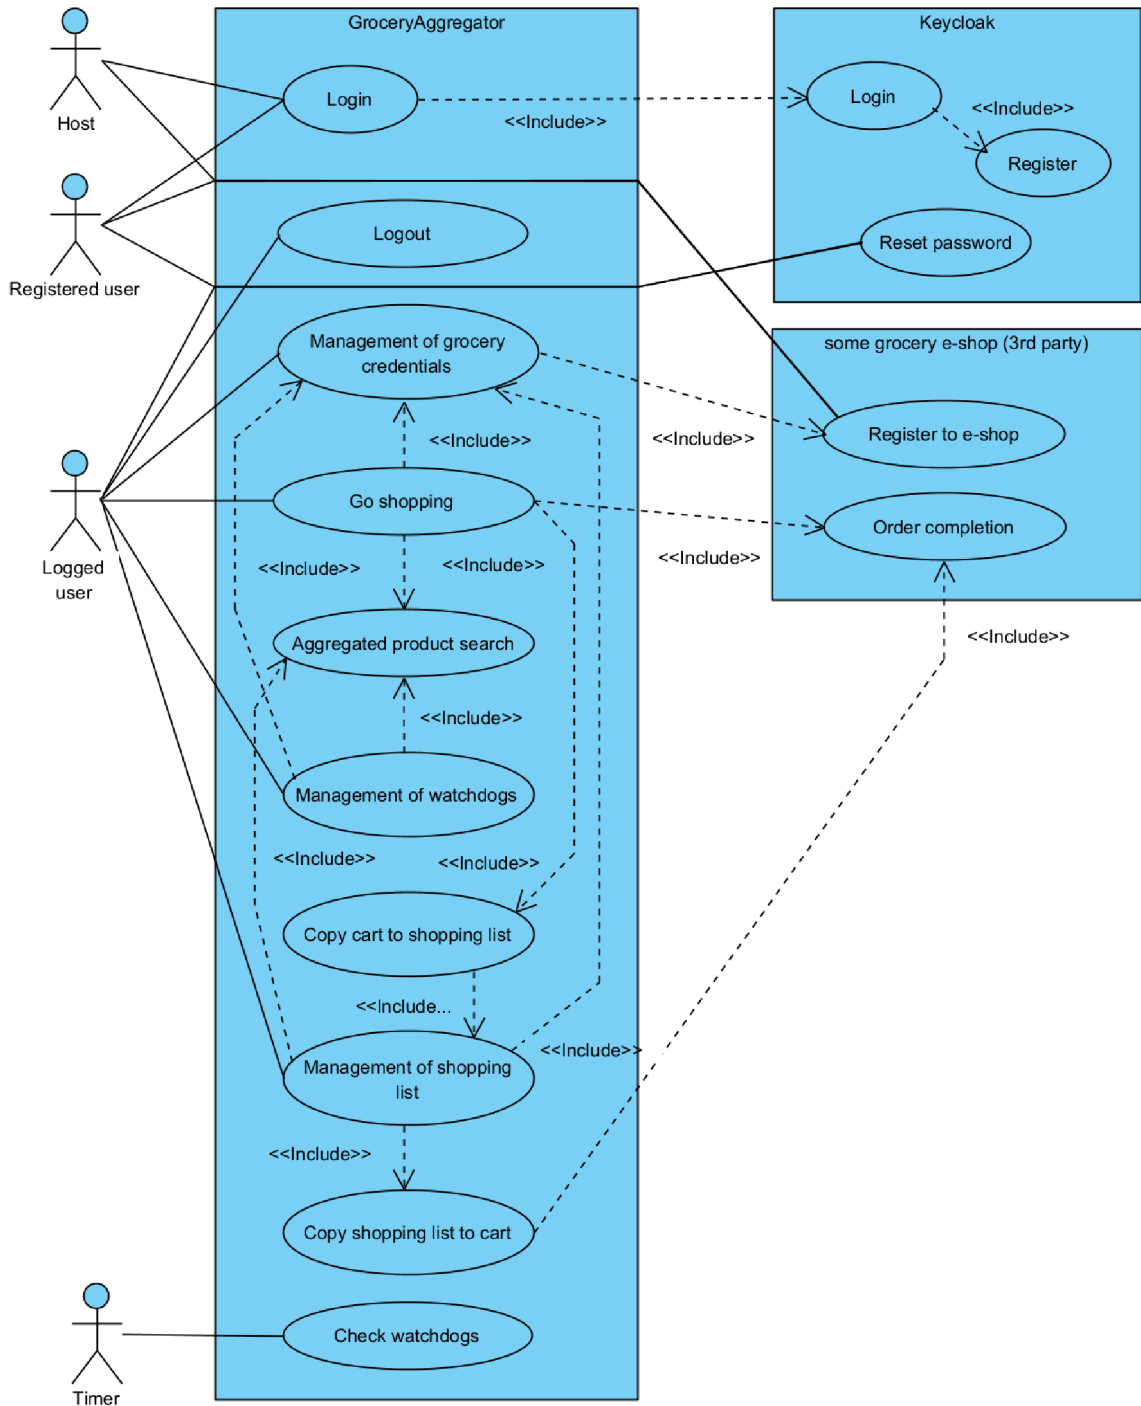 GroceryAggregator
Keycloak
Host
Login
<<Include>>
Login
<<Include>>
Register
Registered user
Logout
Reset password
Management of grocery
credentials
some grocery e-shop (3rd party)
<<Include>>
<<Include>>
Register to e-shop
Logged
user
Go shopping
Order completion
<<Include>>
<<Include>>
<<Include>>
<<Include>>
Aggregated product search
<<Include>>
Management of watchdogs
<<Include>>
<<Include>>
Copy cart to shopping list
<<Include...
<<Include>>
Management of shopping
list
<<Include>>
Copy shopping list to cart
Check watchdogs
Timer